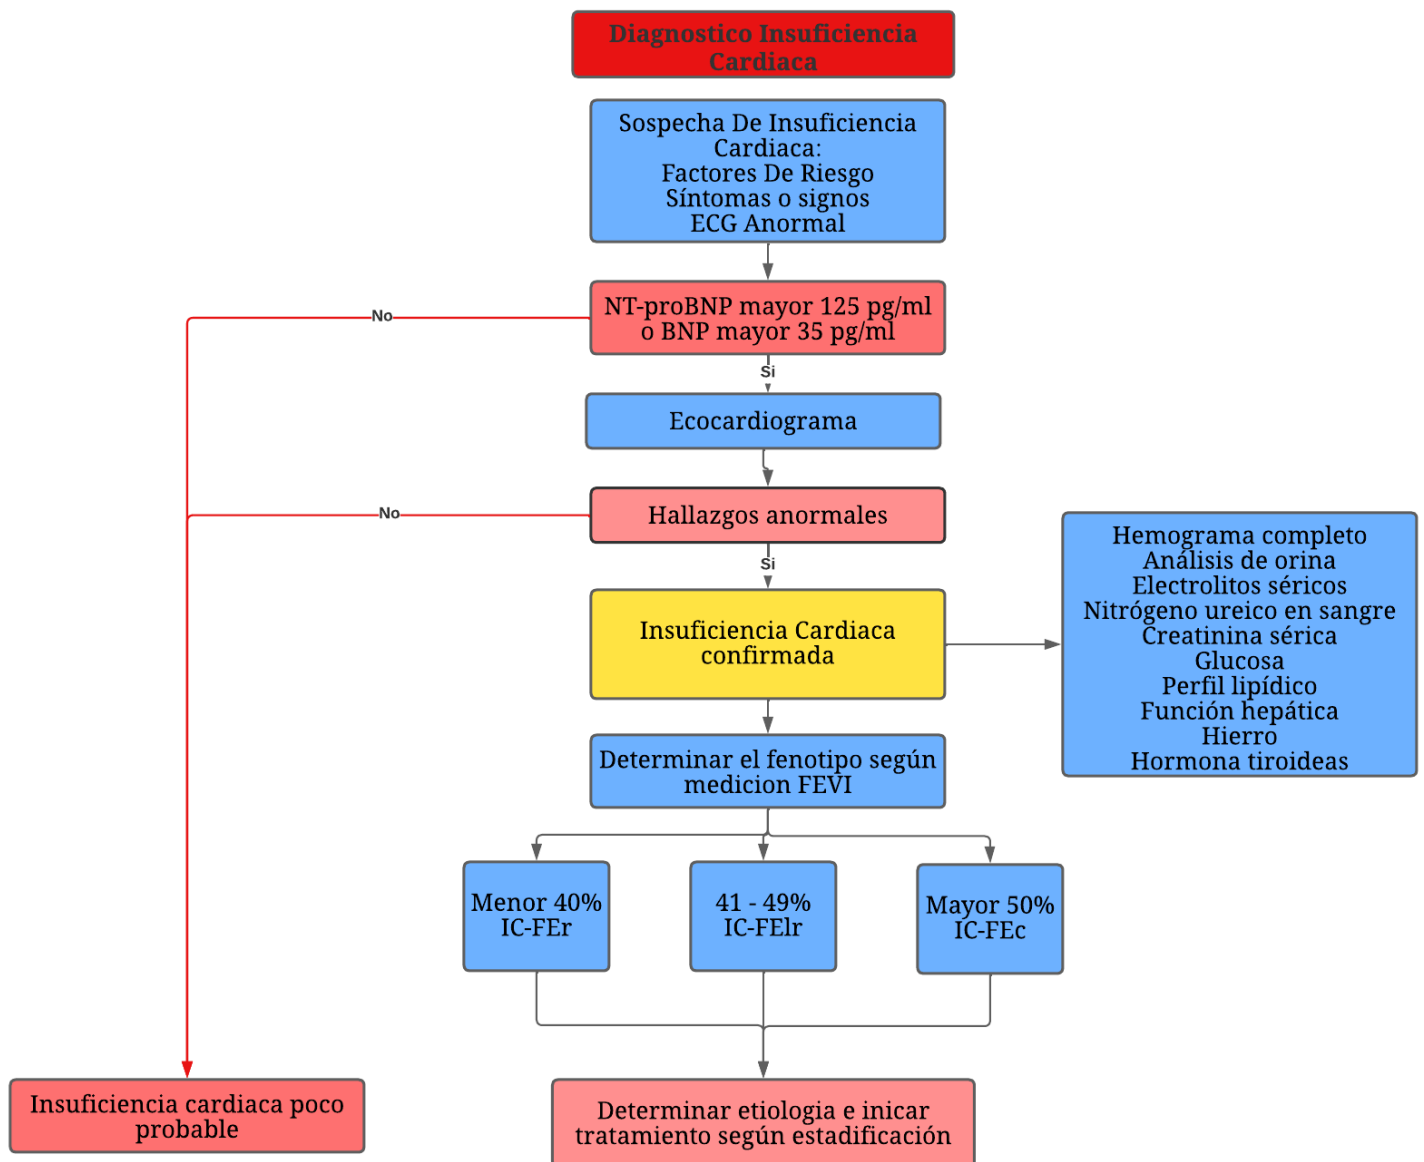 Diagnostico Insuficiencia
Cardiaca
Sospecha De Insuficiencia
Cardiaca:
Factores De Riesgo
Síntomas o signos
ECG Anormal
No
NT-proBNP mayor 125 pg/ml
o BNP mayor 35 pg/ml
Si
Ecocardiograma
No
Hallazgos anormales
Si
Insuficiencia Cardiaca
confirmada
Hemograma completo
Análisis de orina
Electrolitos séricos
Nitrógeno ureico en sangre
Creatinina sérica
Glucosa
Perfil lipídico
Función hepática
Hierro
Hormona tiroideas
Determinar el fenotipo según
medicion FEVI
Menor 40%
IC-FEr
41 - 49%
IC-FElr
Mayor 50%
IC-FEc
Insuficiencia cardiaca poco
probable
Determinar etiologia e inicar
tratamiento según estadificación